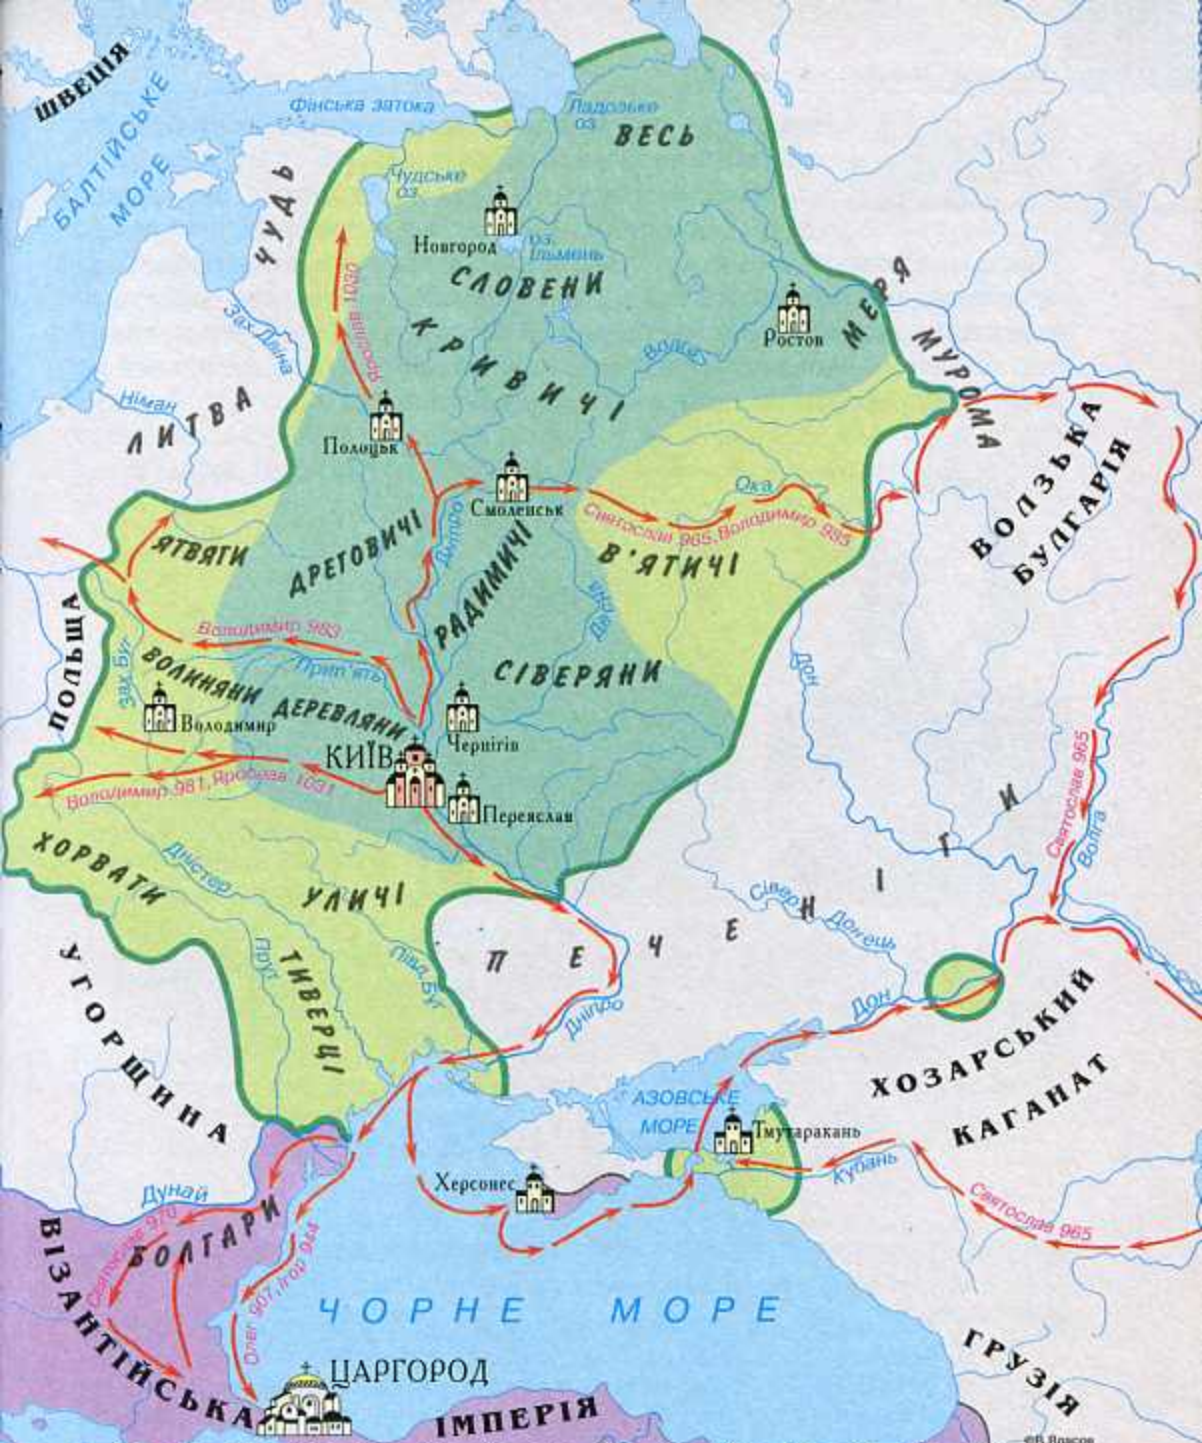 ШВЕЦІЯ
БАЛТІЙСЬКЕ
МОРЕ
Фінська затока
Ладозьке
оз.
ВЕСЬ
ЧУДЬ
Чудське
оз.
Новгород
оз.
Ільмень
СЛОВЕНИ
КРИВИЧІ
Ярослав 1030
Зах. Двіна
Ростов
МЕРЯ
МУРОМА
Волга
Німан
ЛИТВА
Полоцьк
Смоленськ
Ока
Святослав 965, Володимир 985
В'ЯТИЧІ
ВОЛЗЬКА
БУЛГАРІЯ
ЯТВЯГИ
ДРЕГОВИЧІ
Дніпро
РАДИМИЧІ
Десна
ПОЛЬЩА
Зах. Буг
Володимир 983
Прип'ять
СІВЕРЯНИ
Дон
ВОЛИНЯНИ
ДЕРЕВЛЯНИ
Володимир
Чернігів
КИЇВ
Переяслав
Володимир 981, Ярослав 1031
Святослав 965
Волга
ХОРВАТИ
Дністер
УЛИЧІ
ПЕЧЕНІГИ
Сівер. Донець
УГОРЩИНА
Прут
ТИВЕРЦІ
Півд. Буг
Дніпро
Дон
ХОЗАРСЬКИЙ
КАГАНАТ
АЗОВСЬКЕ
МОРЕ
Тмутаракань
Кубань
Херсонес
Святослав 965
Дунай
Святослав 970
БОЛГАРИ
Олег 907, Ігор 944
ЧОРНЕ МОРЕ
ЦАРГОРОД
ВІЗАНТІЙСЬКА
ІМПЕРІЯ
ГРУЗІЯ
©В. Власов